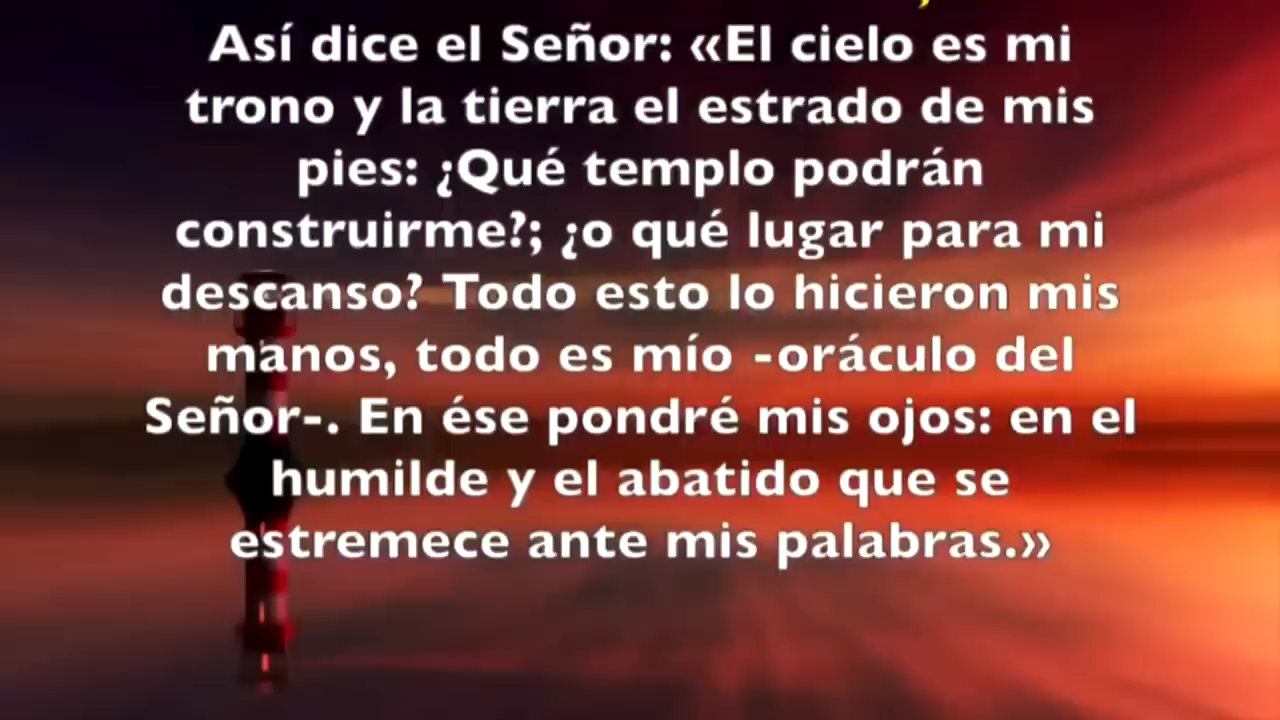 Así dice el Señor: «El cielo es mi
trono y la tierra el estrado de mis
pies: ¿Qué templo podrán
construirme?; ¿o qué lugar para mi
descanso? Todo esto lo hicieron mis
manos, todo es mío -oráculo del
Señor-. En ése pondré mis ojos: en el
humilde y el abatido que se
estremece ante mis palabras.»